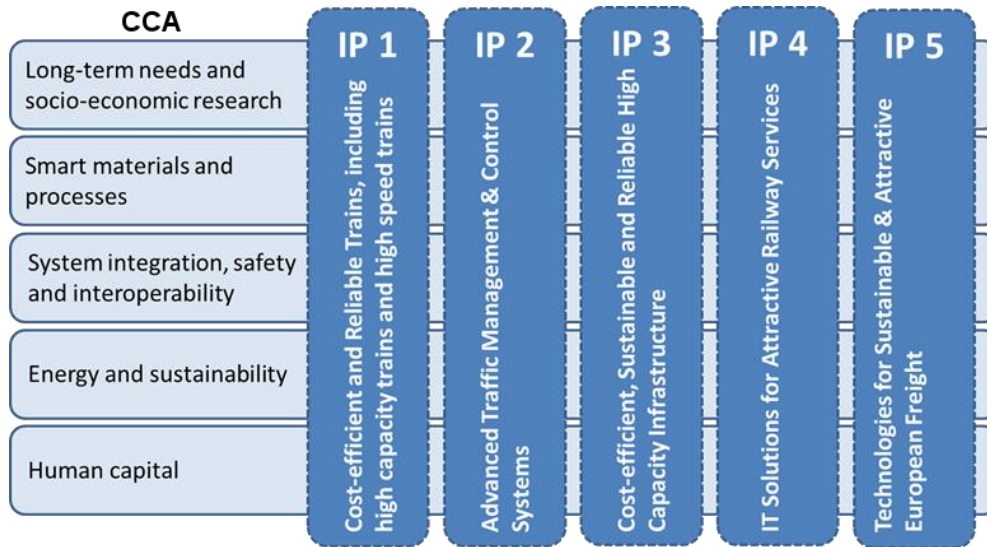 CCA
Long-term needs and
socio-economic research
Smart materials and
processes
System integration, safety
and interoperability
Energy and sustainability
Human capital
IP 1
Cost-efficient and Reliable Trains, including
high capacity trains and high speed trains
IP 2
Advanced Traffic Management & Control
Systems
IP 3
Cost-efficient, Sustainable and Reliable High
Capacity Infrastructure
IP 4
IT Solutions for Attractive Railway Services
IP 5
Technologies for Sustainable & Attractive
European Freight